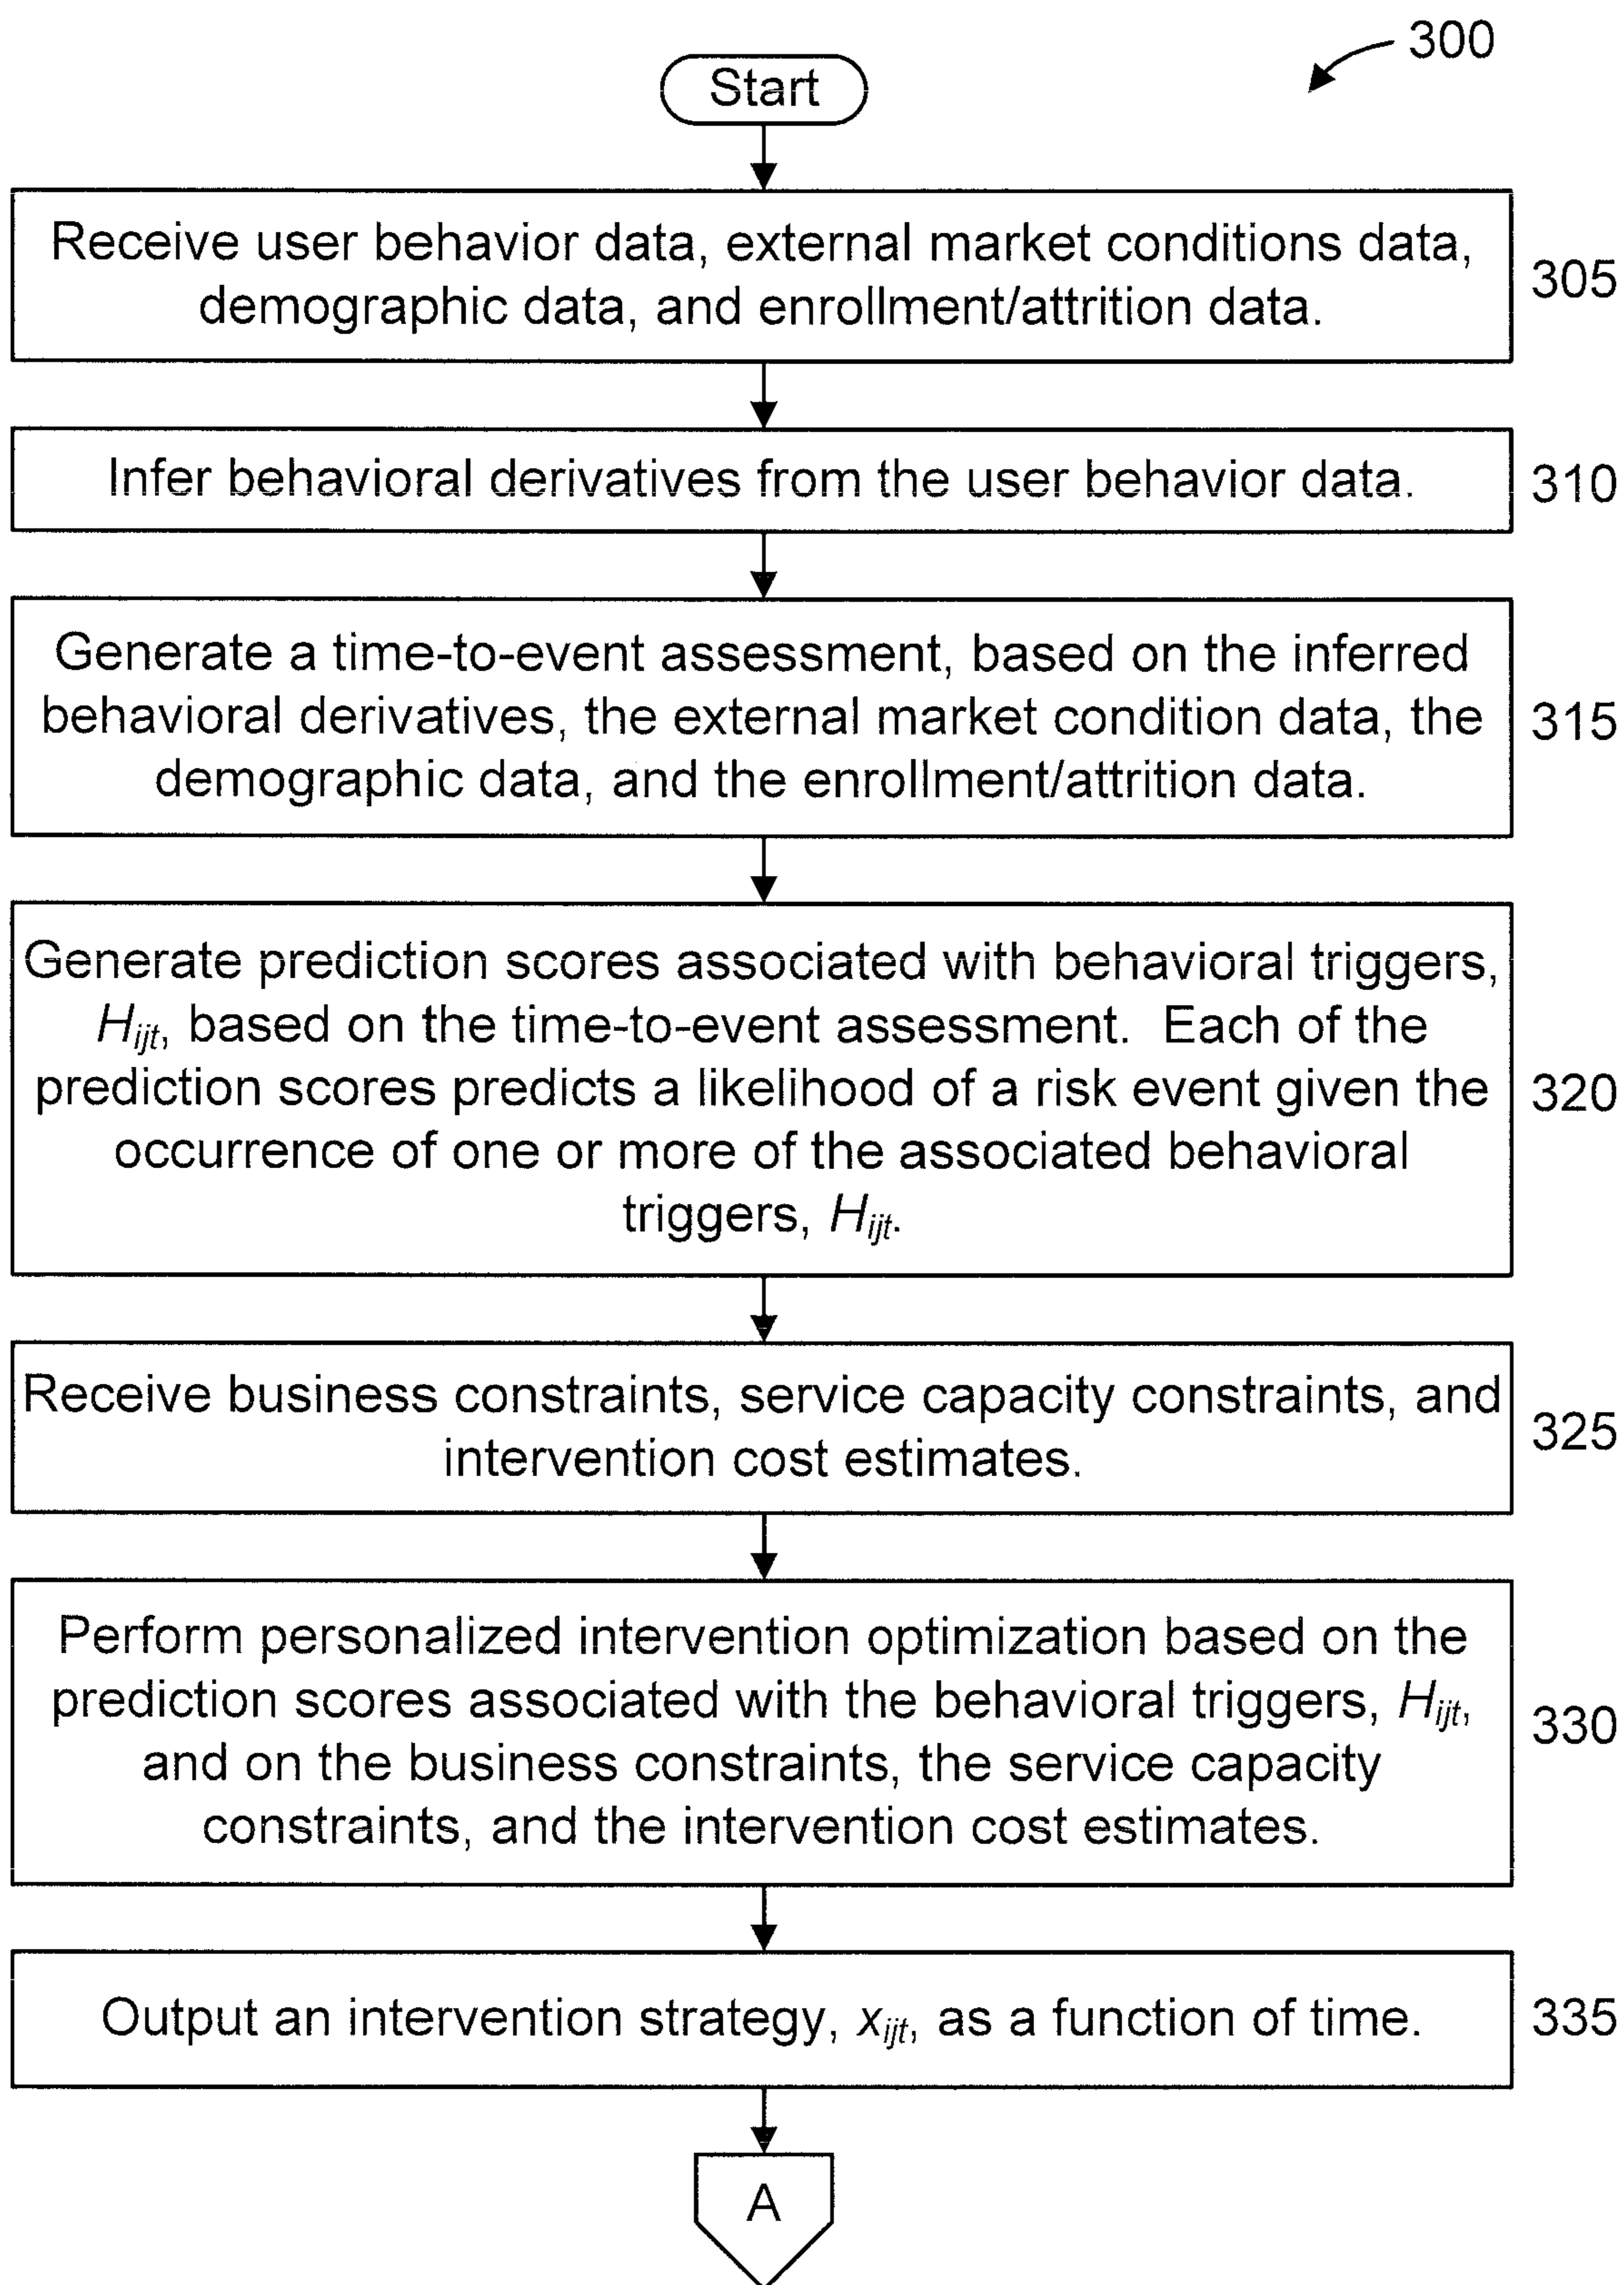 300
Start
Receive user behavior data, external market conditions data,
demographic data, and enrollment/attrition data.
305
Infer behavioral derivatives from the user behavior data.
310
Generate a time-to-event assessment, based on the inferred
behavioral derivatives, the external market condition data, the
demographic data, and the enrollment/attrition data.
315
Generate prediction scores associated with behavioral triggers,
Hijt, based on the time-to-event assessment. Each of the
prediction scores predicts a likelihood of a risk event given the
occurrence of one or more of the associated behavioral
triggers, Hijt.
320
Receive business constraints, service capacity constraints, and
intervention cost estimates.
325
Perform personalized intervention optimization based on the
prediction scores associated with the behavioral triggers, Hijt,
and on the business constraints, the service capacity
constraints, and the intervention cost estimates.
330
Output an intervention strategy, xijt, as a function of time.
335
A